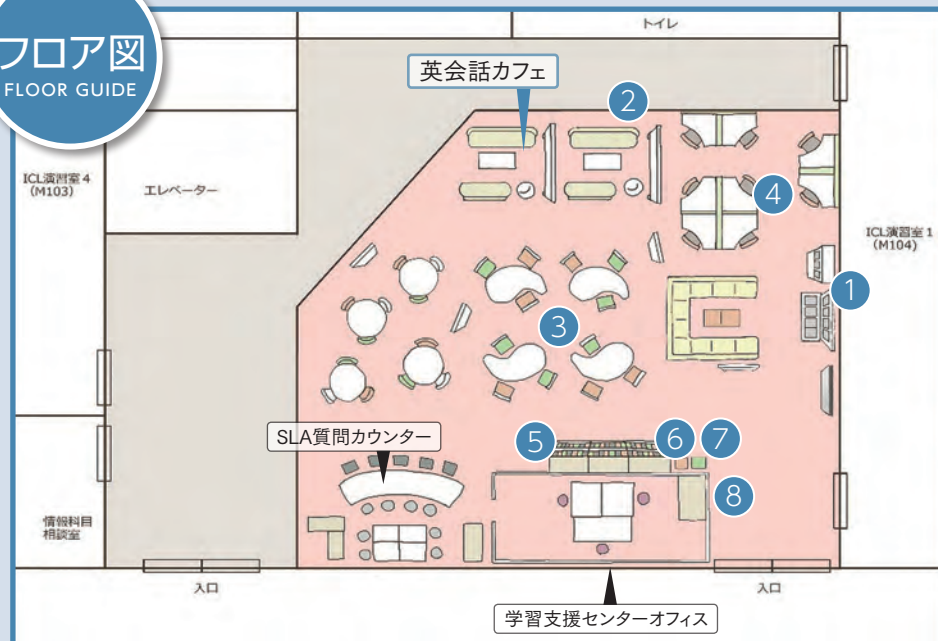 フロア図
FLOOR GUIDE
トイレ
英会話カフェ
2
ICL演習室4
(M103)
エレベーター
4
ICL演習室1
(M104)
1
3
SLA質問カウンター
5
6
7
8
情報科目
相談室
入口
入口
学習支援センターオフィス